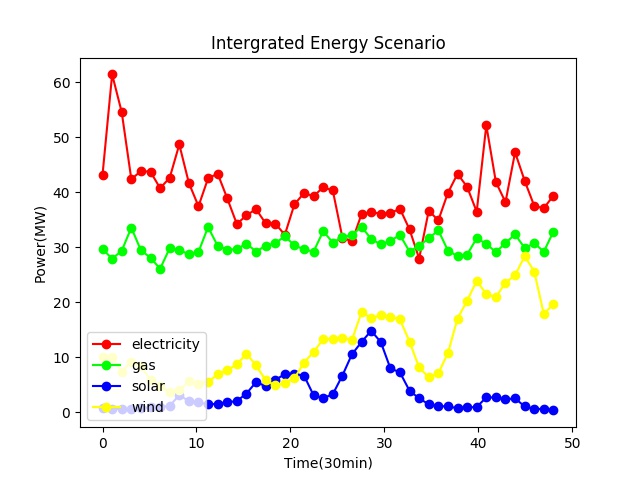 Intergrated Energy Scenario
Power(MW)
60
50
40
30
20
10
0
electricity
gas
solar
wind
0 10 20 30 40 50
Time(30min)